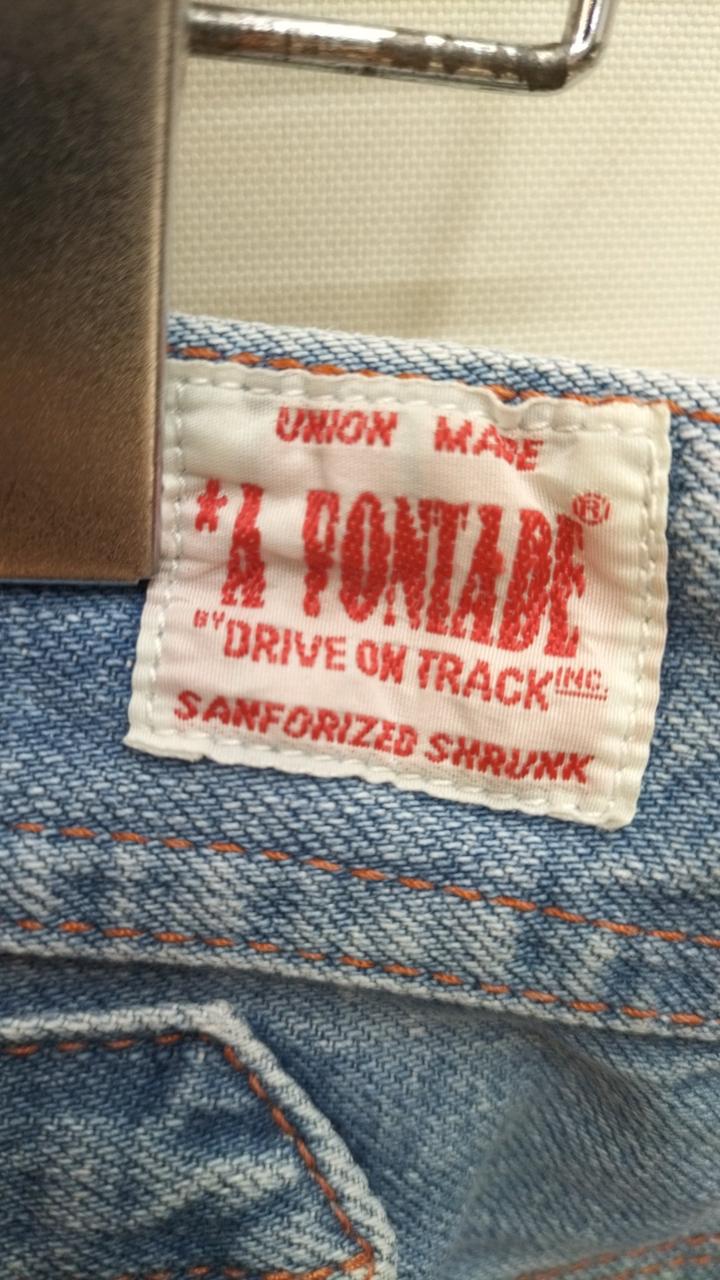 UNION MADE
"A FONTADE®
BY DRIVE ON TRACK INC.
SANFORIZED SHRUNK